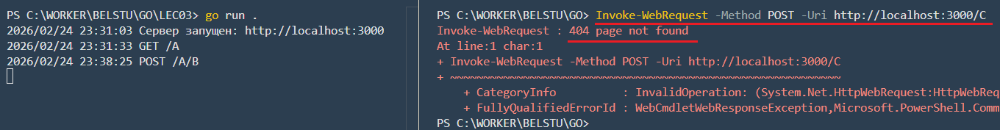 PS C:\WORKER\BELSTU\GO\LEC03> go run .
2026/02/24 23:31:03 Сервер запущен: http://localhost:3000
2026/02/24 23:31:33 GET /A
2026/02/24 23:38:25 POST /A/B
PS C:\WORKER\BELSTU\GO> Invoke-WebRequest -Method POST -Uri http://localhost:3000/C
Invoke-WebRequest : 404 page not found
At line:1 char:1
+ Invoke-WebRequest -Method POST -Uri http://localhost:3000/C
+ ~~~~~~~~~~~~~~~~~~~~~~~~~~~~~~~~~~~~~~~~~~~~~~~~~~~~~~~~~~~
+ CategoryInfo : InvalidOperation: (System.Net.HttpWebRequest:HttpWebReq
+ FullyQualifiedErrorId : WebCmdletWebResponseException,Microsoft.PowerShell.Comm
PS C:\WORKER\BELSTU\GO>